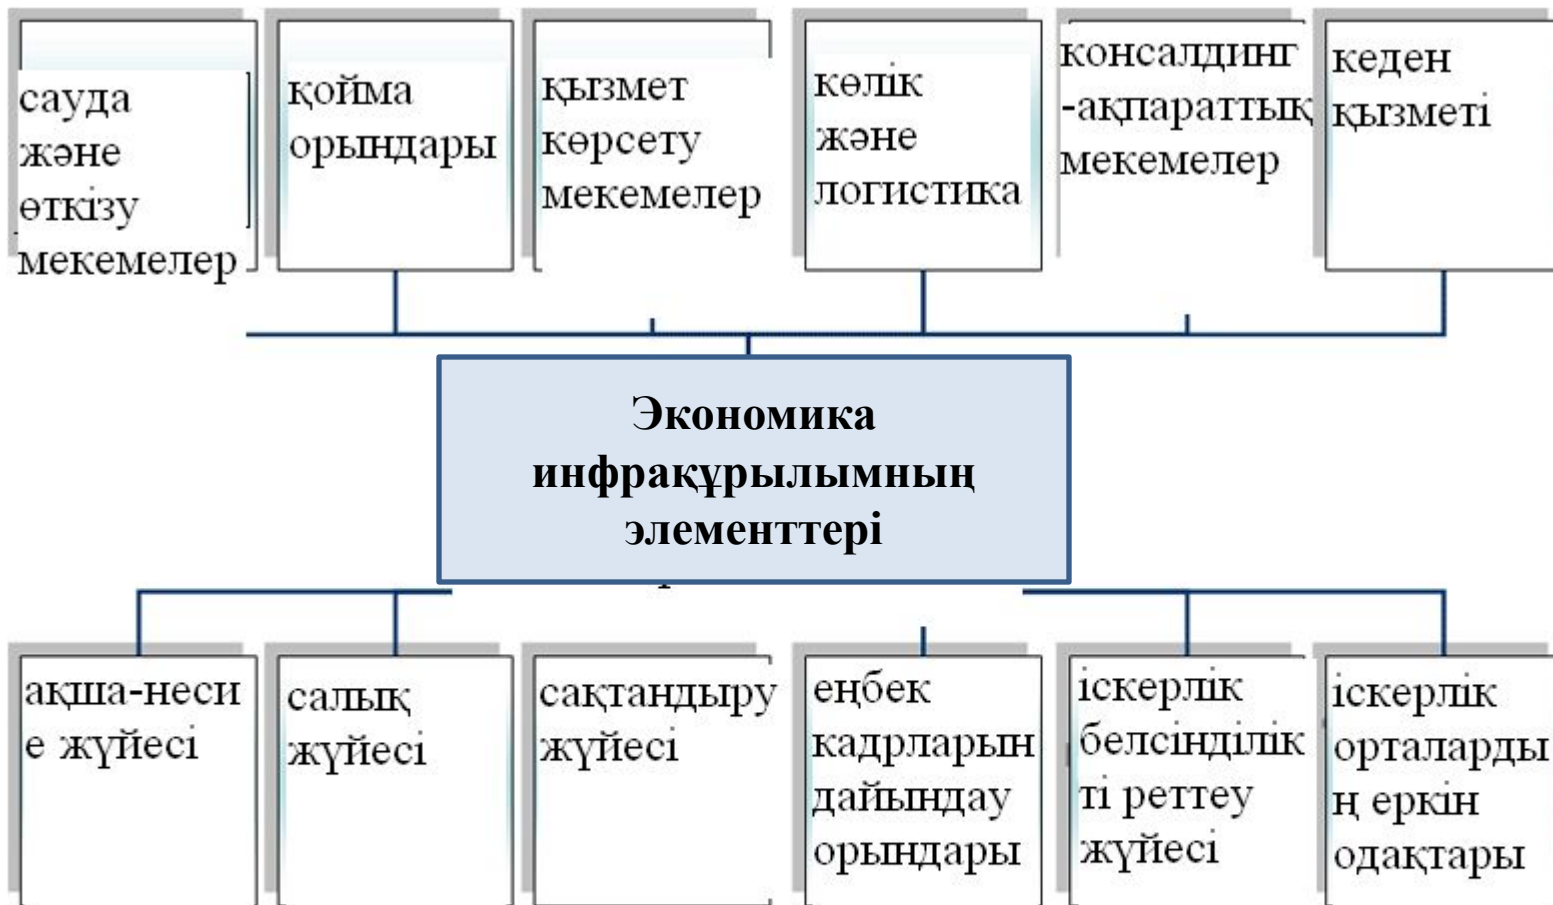 сауда
және
өткізу
мекемелер
қойма
орындары
қызмет
көрсету
мекемелер
көлік
және
логистика
консалдинг
-ақпараттық
мекемелер
кеден
қызметі
Экономика
инфрақұрылымның
элементтері
ақша-неси
е жүйесі
салық
жүйесі
сақтандыру
жүйесі
еңбек
кадрларын
дайындау
орындары
іскерлік
белсінділік
ті реттеу
жүйесі
іскерлік
орталарды
ң еркін
одақтары